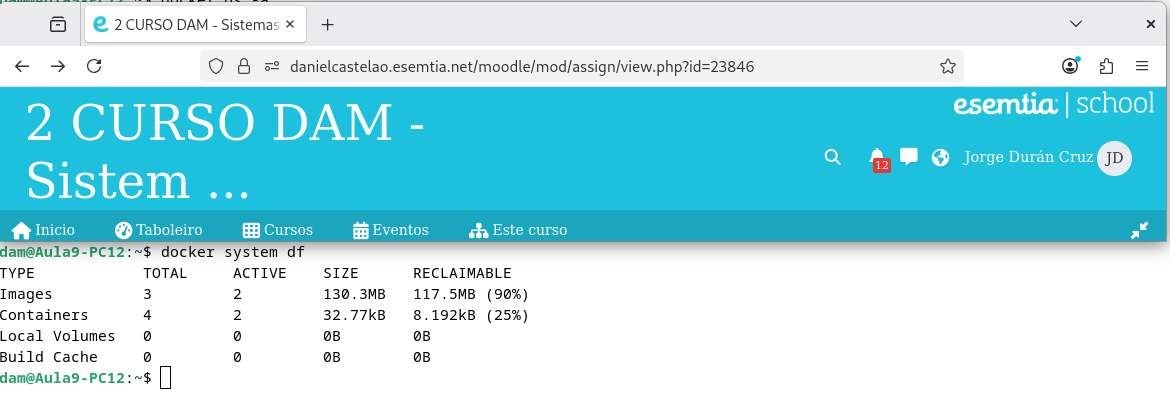 2 CURSO DAM - Sistemas
danielcastelao.esemtia.net/moodle/mod/assign/view.php?id=23846
esemtia | school
2 CURSO DAM -
Sistem ...
12
Jorge Durán Cruz JD
Inicio Taboleiro Cursos Eventos Este curso
dam@Aula9-PC12:~$ docker system df
TYPE TOTAL ACTIVE SIZE RECLAIMABLE
Images 3 2 130.3MB 117.5MB (90%)
Containers 4 2 32.77kB 8.192kB (25%)
Local Volumes 0 0 0B 0B
Build Cache 0 0 0B 0B
dam@Aula9-PC12:~$